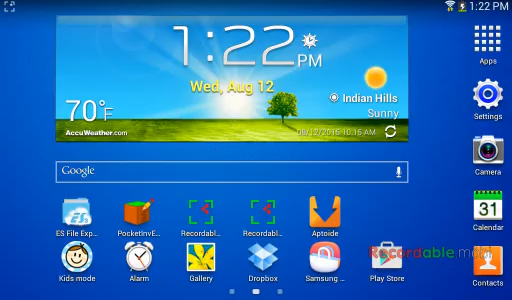 1:22 PM
1:22 PM
Wed, Aug 12
Indian Hills
Sunny
70°F
AccuWeather.com
08/12/2015 10:15 AM
Google
Apps
Settings
Camera
31
Calendar
Contacts
ES File Exp...
PocketInvE...
Recordabl...
Recordabl...
Aptoide
Kids mode
Alarm
Gallery
Dropbox
Samsung ...
Play Store
Recordable.mobi